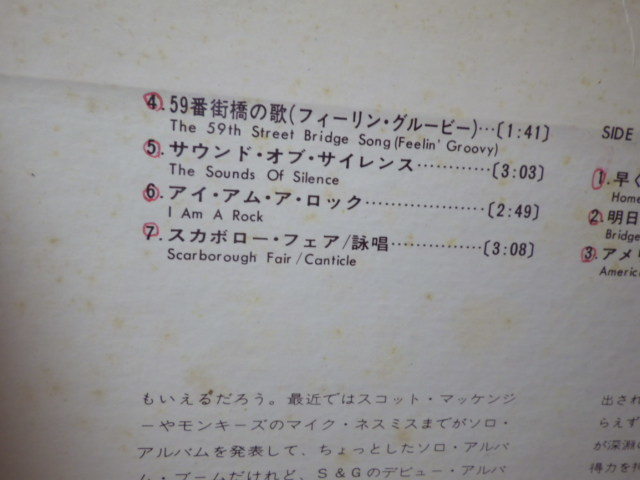 4. 59番街橋の歌(フィーリン・グルービー)…〔1:41〕
The 59th Street Bridge Song (Feelin' Groovy)
5. サウンド・オブ・サイレンス…………〔3:03〕
The Sounds Of Silence
6. アイ・アム・ア・ロック………………〔2:49〕
I Am A Rock
7. スカボロー・フェア/詠唱……………〔3:08〕
Scarborough Fair/Canticle
SIDE
1. 早く
Home
2. 明日
Bridge
3. アメリ
Americ
もいえるだろう。最近ではスコット・マッケンジ
ーやモンキーズのマイク・ネスミスまでがソロ・
アルバムを発表して、ちょっとしたソロ・アルバ
ム・ブームだけれど、S&Gのデビュー・アルバ
出され
らえず
が深淵の
得力を持